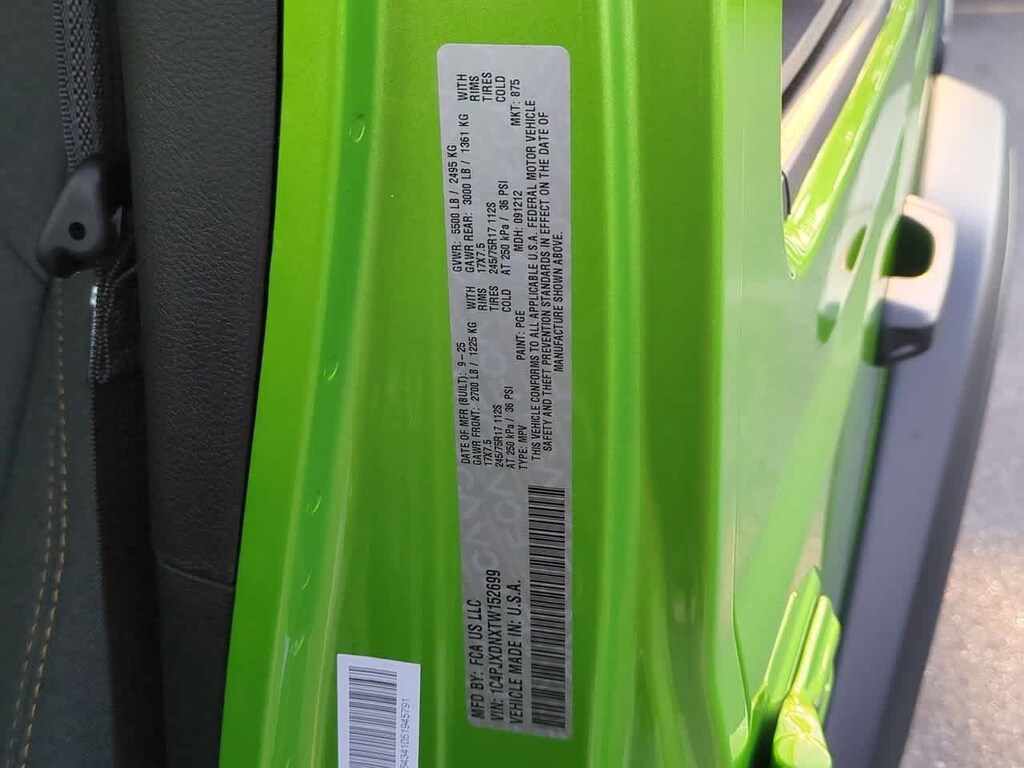 MFD BY: FCA US LLC
DATE OF MFR (BUILT): 9-25
GVWR: 5500 LB / 2495 KG
GAWR FRONT: 2700 LB / 1225 KG WITH
GAWR REAR: 3000 LB / 1361 KG WITH
17X7.5 RIMS
17X7.5 RIMS
245/75R17 112S TIRES
245/75R17 112S TIRES
AT 250 kPa / 36 PSI COLD
AT 250 kPa / 36 PSI COLD
TYPE: MPV PAINT: PGE MDH: 091212 MKT: 875
THIS VEHICLE CONFORMS TO ALL APPLICABLE U.S.A. FEDERAL MOTOR VEHICLE
SAFETY AND THEFT PREVENTION STANDARDS IN EFFECT ON THE DATE OF
MANUFACTURE SHOWN ABOVE.
VIN: 1C4PJXDNXTW152699
VEHICLE MADE IN: U.S.A.